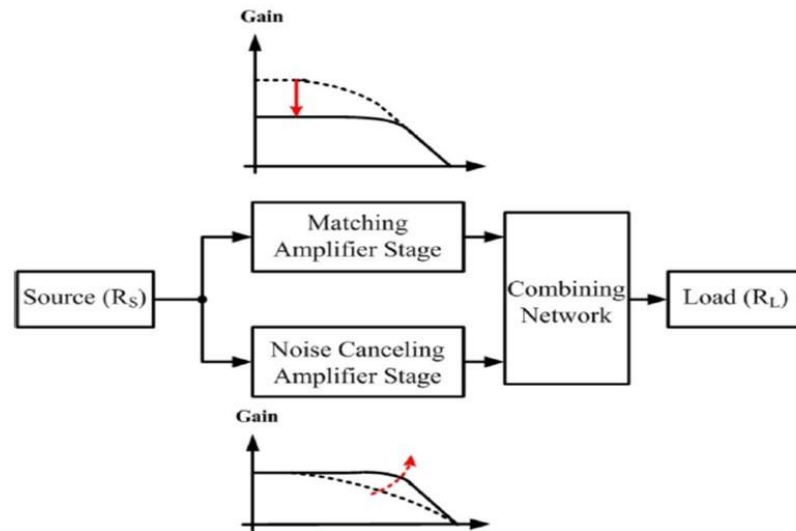 Gain
Matching
Amplifier Stage
Source (RS)
Combining
Network
Load (RL)
Noise Canceling
Amplifier Stage
Gain